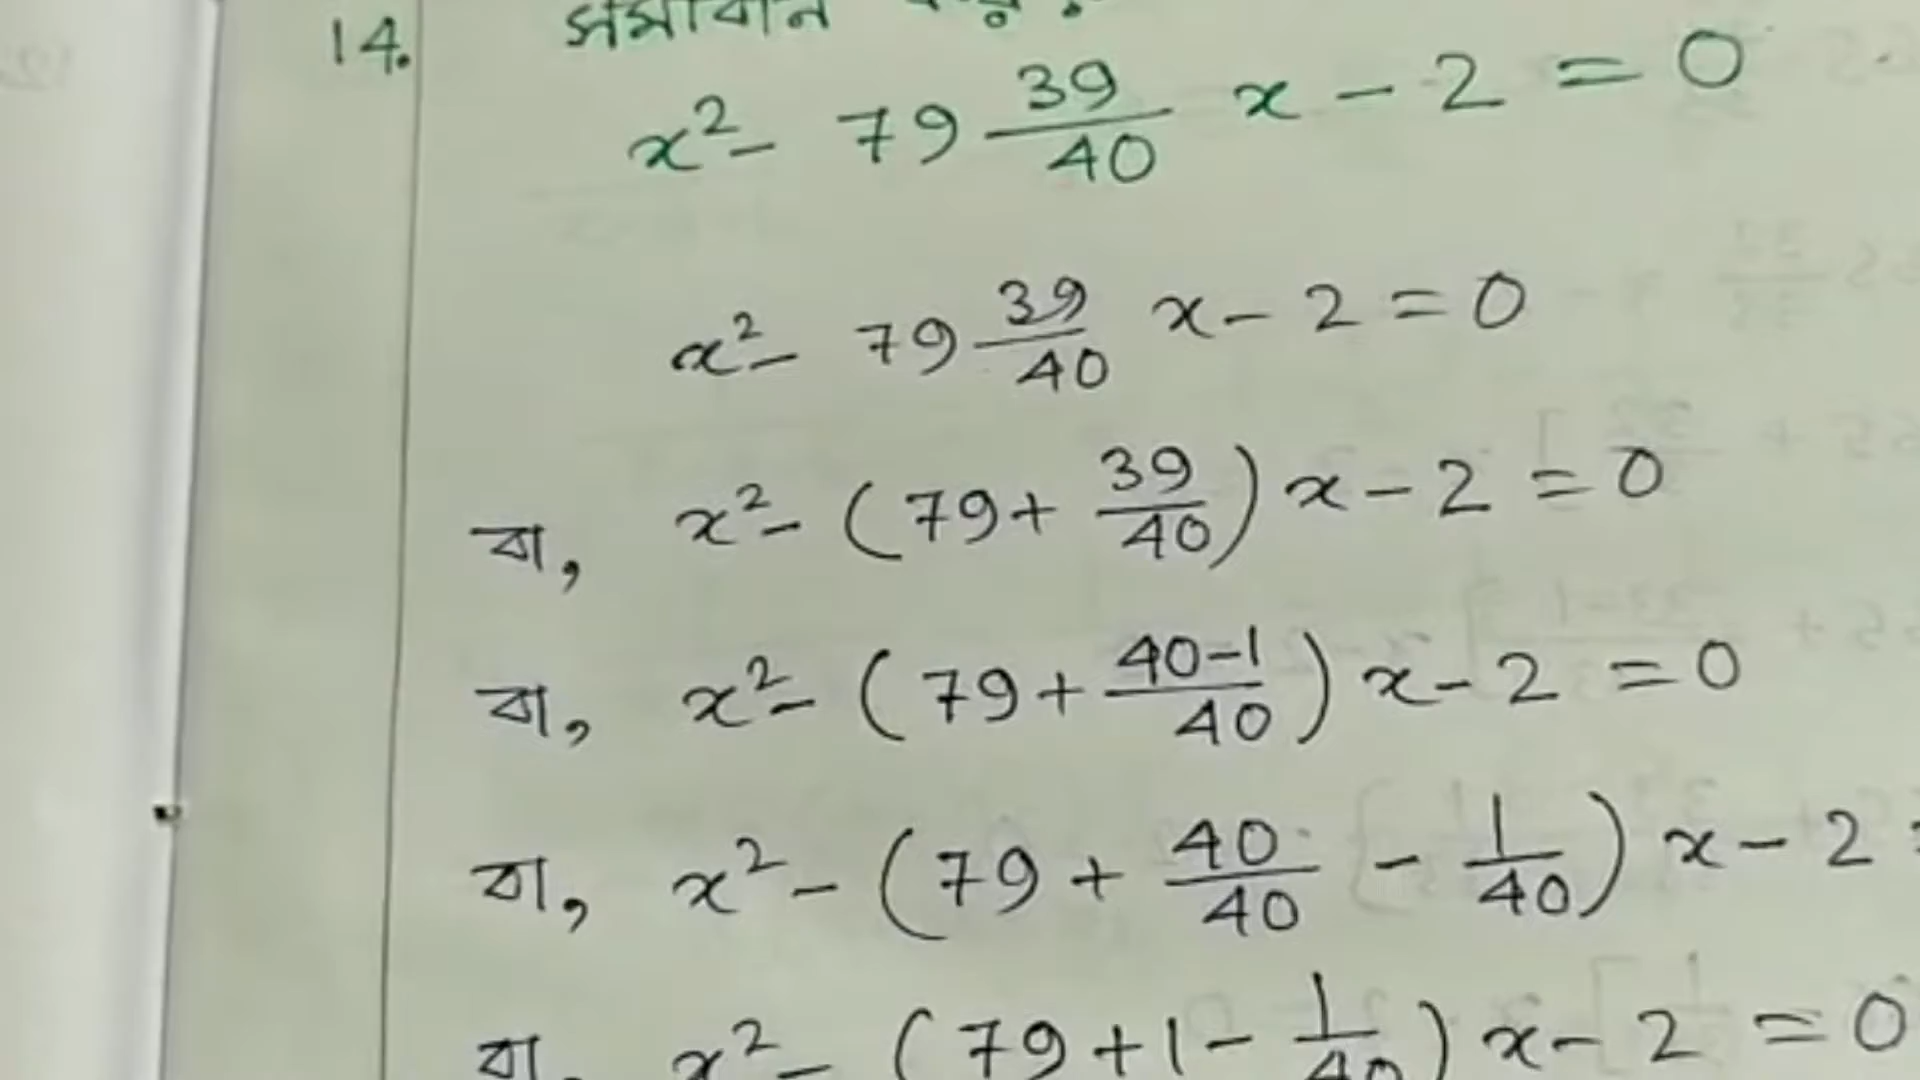 14. সমাধান কর :
x² - 79 39/40 x - 2 = 0
x² - 79 39/40 x - 2 = 0
বা, x² - (79 + 39/40) x - 2 = 0
বা, x² - (79 + 40-1/40) x - 2 = 0
বা, x² - (79 + 40/40 - 1/40) x - 2 =
বা, x² - (79 + 1 - 1/40) x - 2 = 0